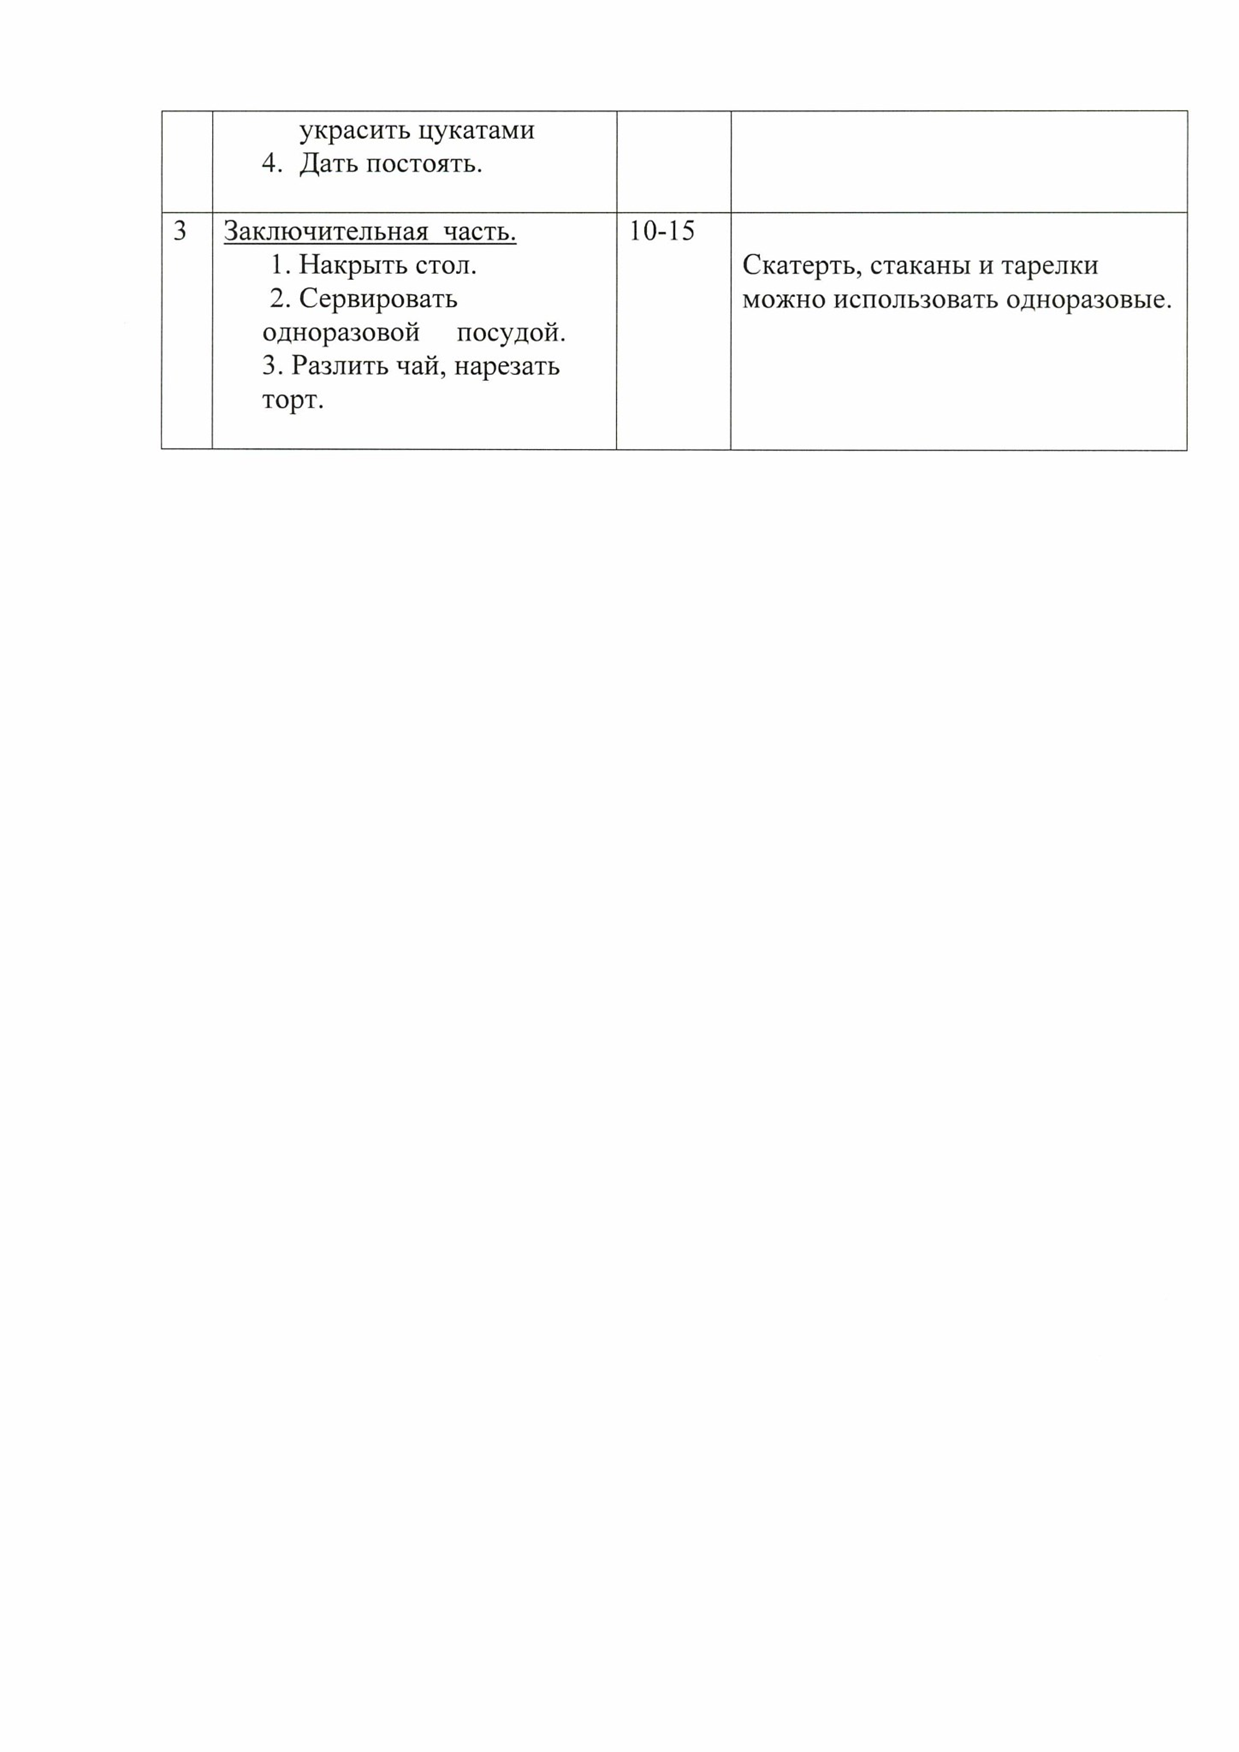 украсить цукатами
4. Дать постоять.
3 Заключительная часть. 10-15
1. Накрыть стол.
2. Сервировать
одноразовой посудой.
3. Разлить чай, нарезать
торт.
Скатерть, стаканы и тарелки
можно использовать одноразовые.